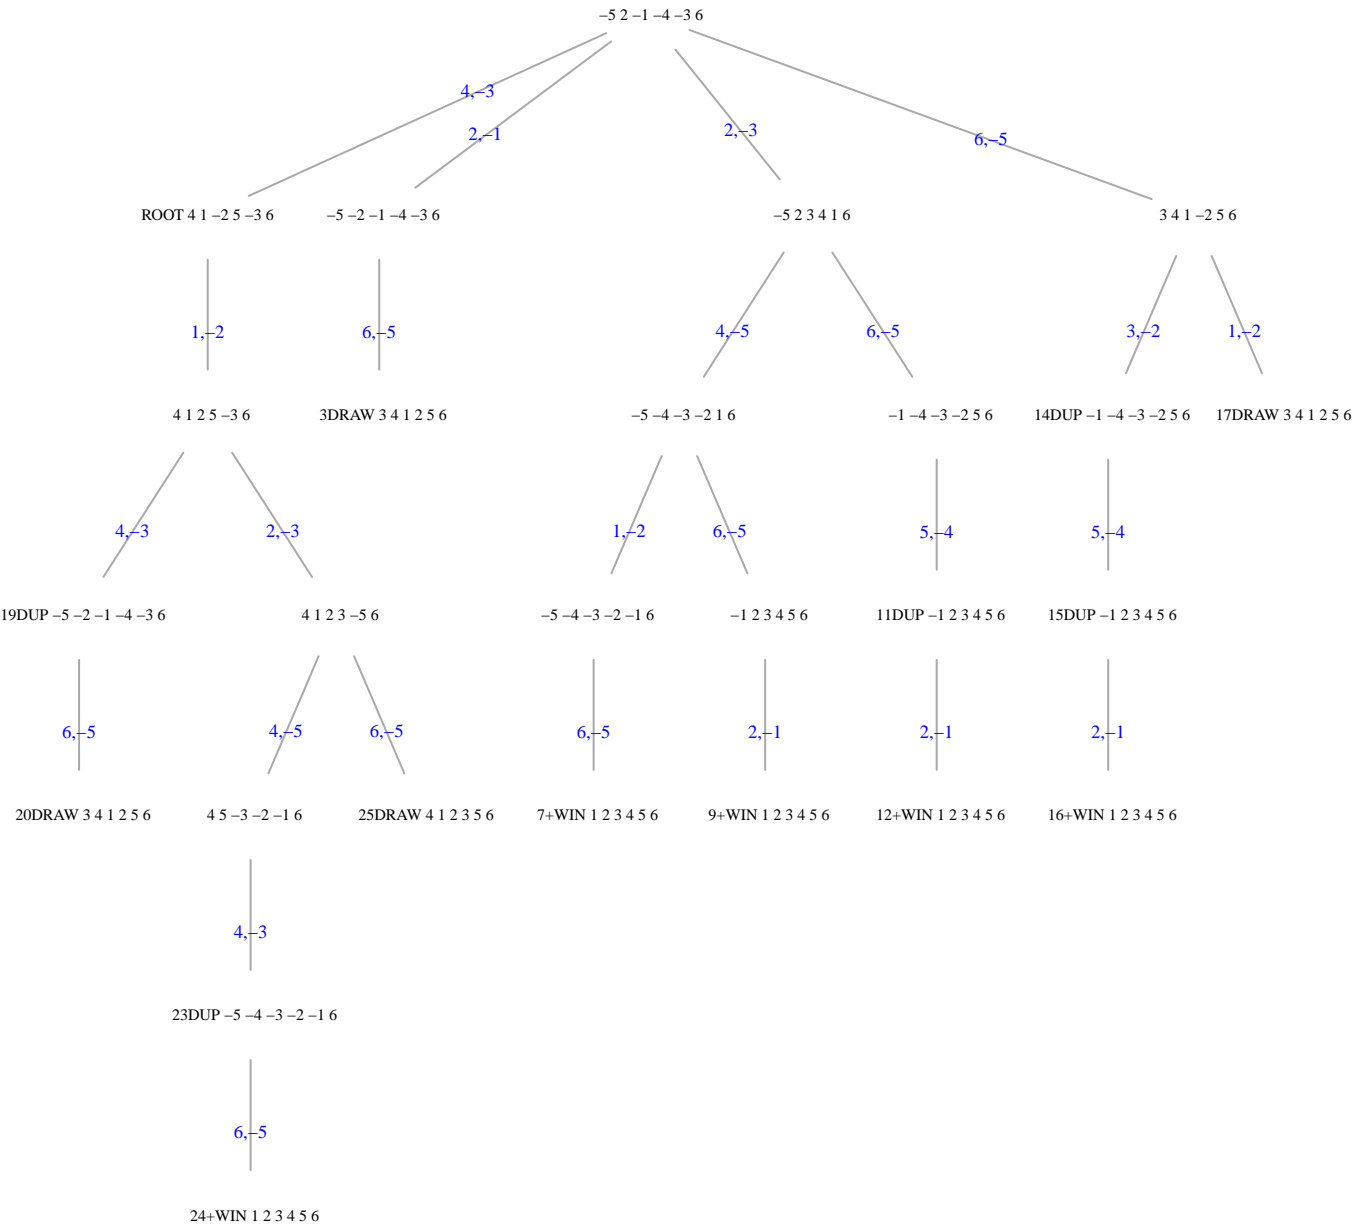 −5 2 −1 −4 −3 6
4,−3
2,−1
2,−3
6,−5
ROOT 4 1 −2 5 −3 6
−5 −2 −1 −4 −3 6
−5 2 3 4 1 6
3 4 1 −2 5 6
1,−2
6,−5
4,−5
6,−5
3,−2
1,−2
4 1 2 5 −3 6
3DRAW 3 4 1 2 5 6
−5 −4 −3 −2 1 6
−1 −4 −3 −2 5 6
14DUP −1 −4 −3 −2 5 6
17DRAW 3 4 1 2 5 6
4,−3
2,−3
1,−2
6,−5
5,−4
5,−4
19DUP −5 −2 −1 −4 −3 6
4 1 2 3 −5 6
−5 −4 −3 −2 −1 6
−1 2 3 4 5 6
11DUP −1 2 3 4 5 6
15DUP −1 2 3 4 5 6
6,−5
4,−5
6,−5
6,−5
2,−1
2,−1
2,−1
20DRAW 3 4 1 2 5 6
4 5 −3 −2 −1 6
25DRAW 4 1 2 3 5 6
7+WIN 1 2 3 4 5 6
9+WIN 1 2 3 4 5 6
12+WIN 1 2 3 4 5 6
16+WIN 1 2 3 4 5 6
4,−3
23DUP −5 −4 −3 −2 −1 6
6,−5
24+WIN 1 2 3 4 5 6